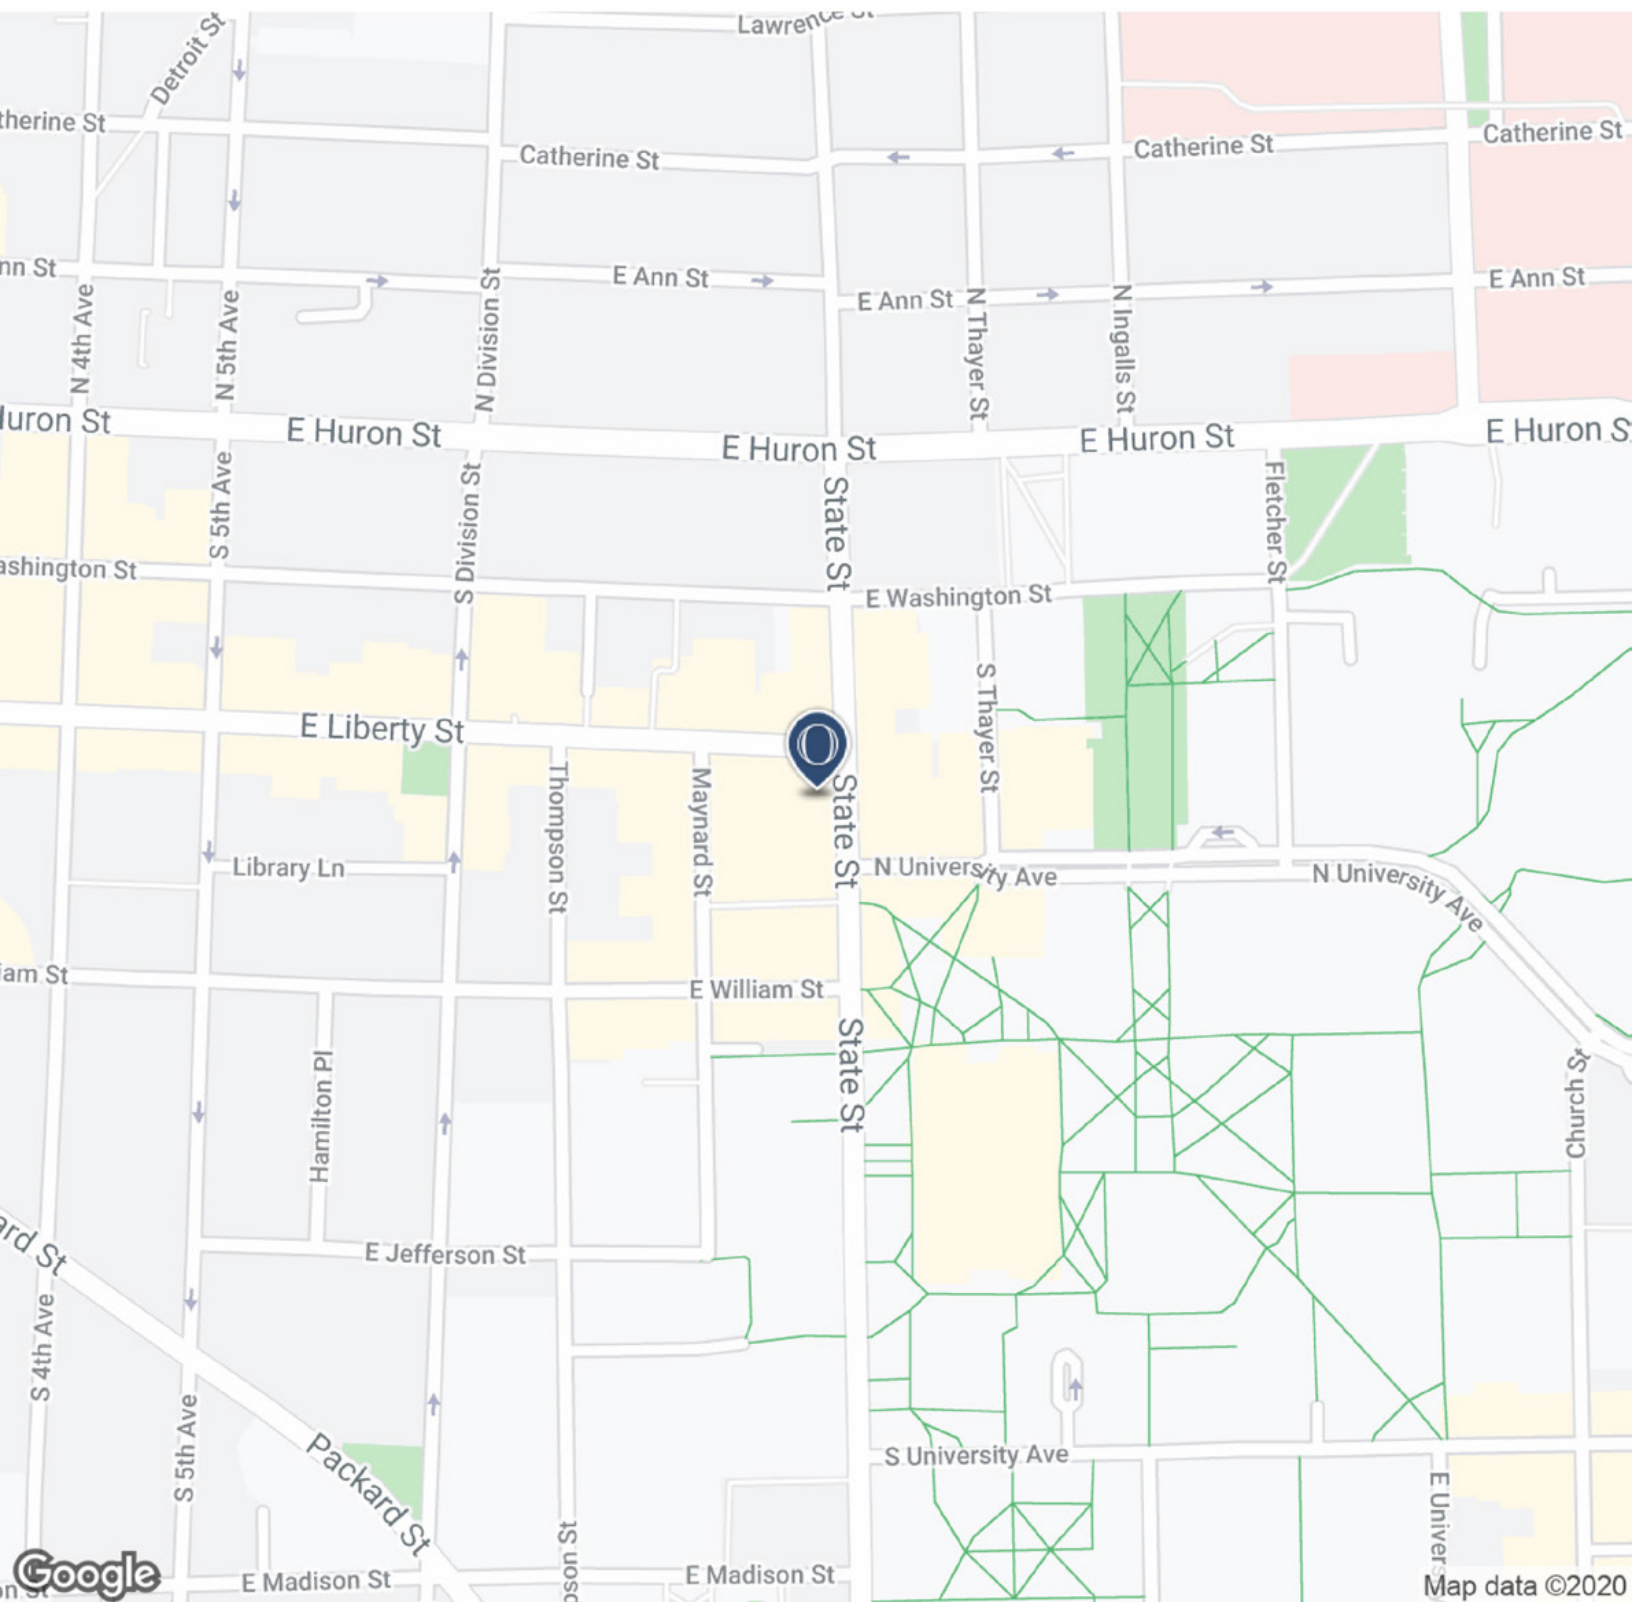 Lawrence St
Detroit St
therine St
Catherine St
Catherine St
Catherine St
nn St
E Ann St
E Ann St
E Ann St
N 4th Ave
N 5th Ave
N Division St
N Thayer St
N Ingalls St
Huron St
E Huron St
E Huron St
E Huron St
E Huron S
S 5th Ave
S Division St
State St
Fletcher St
ashington St
E Washington St
E Liberty St
S Thayer St
Thompson St
Maynard St
State St
Library Ln
N University Ave
N University Ave
iam St
E William St
State St
Hamilton Pl
Church St
ard St
E Jefferson St
S 4th Ave
S 5th Ave
Packard St
S University Ave
E Univers
pson St
Google
on St
E Madison St
E Madison St
Map data ©2020